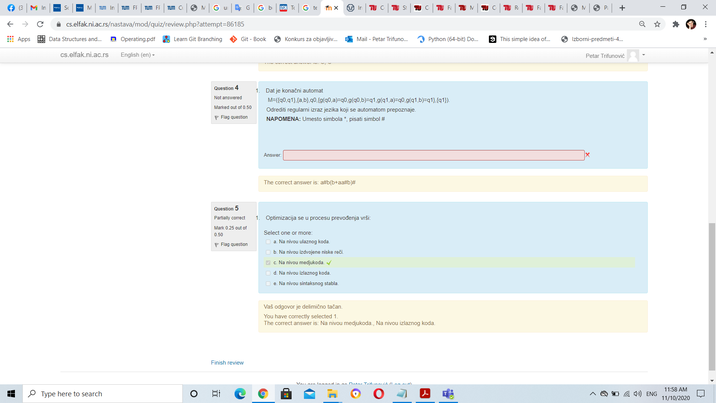 cs.elfak.ni.ac.rs/nastava/mod/quiz/review.php?attempt=86185
Apps
Data Structures and...
Operating.pdf
Learn Git Branching
Git - Book
Konkurs za objavljiv...
Mail - Petar Trifuno...
Python (64-bit) Do...
This simple idea of...
Izborni-predmeti-4...
cs.elfak.ni.ac.rs
English (en)
Petar Trifunović
Question 4
Not answered
Marked out of 0.50
Flag question
1.
Dat je konačni automat
M=({q0,q1},{a,b},q0,{g(q0,a)=q0,g(q0,b)=q1,g(q1,a)=q0,g(q1,b)=q1},{q1}).
Odrediti regularni izraz jezika koji se automatom prepoznaje.
NAPOMENA: Umesto simbola *, pisati simbol #
Answer:
The correct answer is: a#b(b+aa#b)#
Question 5
Partially correct
Mark 0.25 out of
0.50
Flag question
1.
Optimizacija se u procesu prevođenja vrši:
Select one or more:
a. Na nivou ulaznog koda.
b. Na nivou izdvojene niske reči.
c. Na nivou medjukoda.
d. Na nivou izlaznog koda.
e. Na nivou sintaksnog stabla.
Vaš odgovor je delimično tačan.
You have correctly selected 1.
The correct answer is: Na nivou medjukoda., Na nivou izlaznog koda.
Finish review
Type here to search
ENG
11:58 AM
11/10/2020